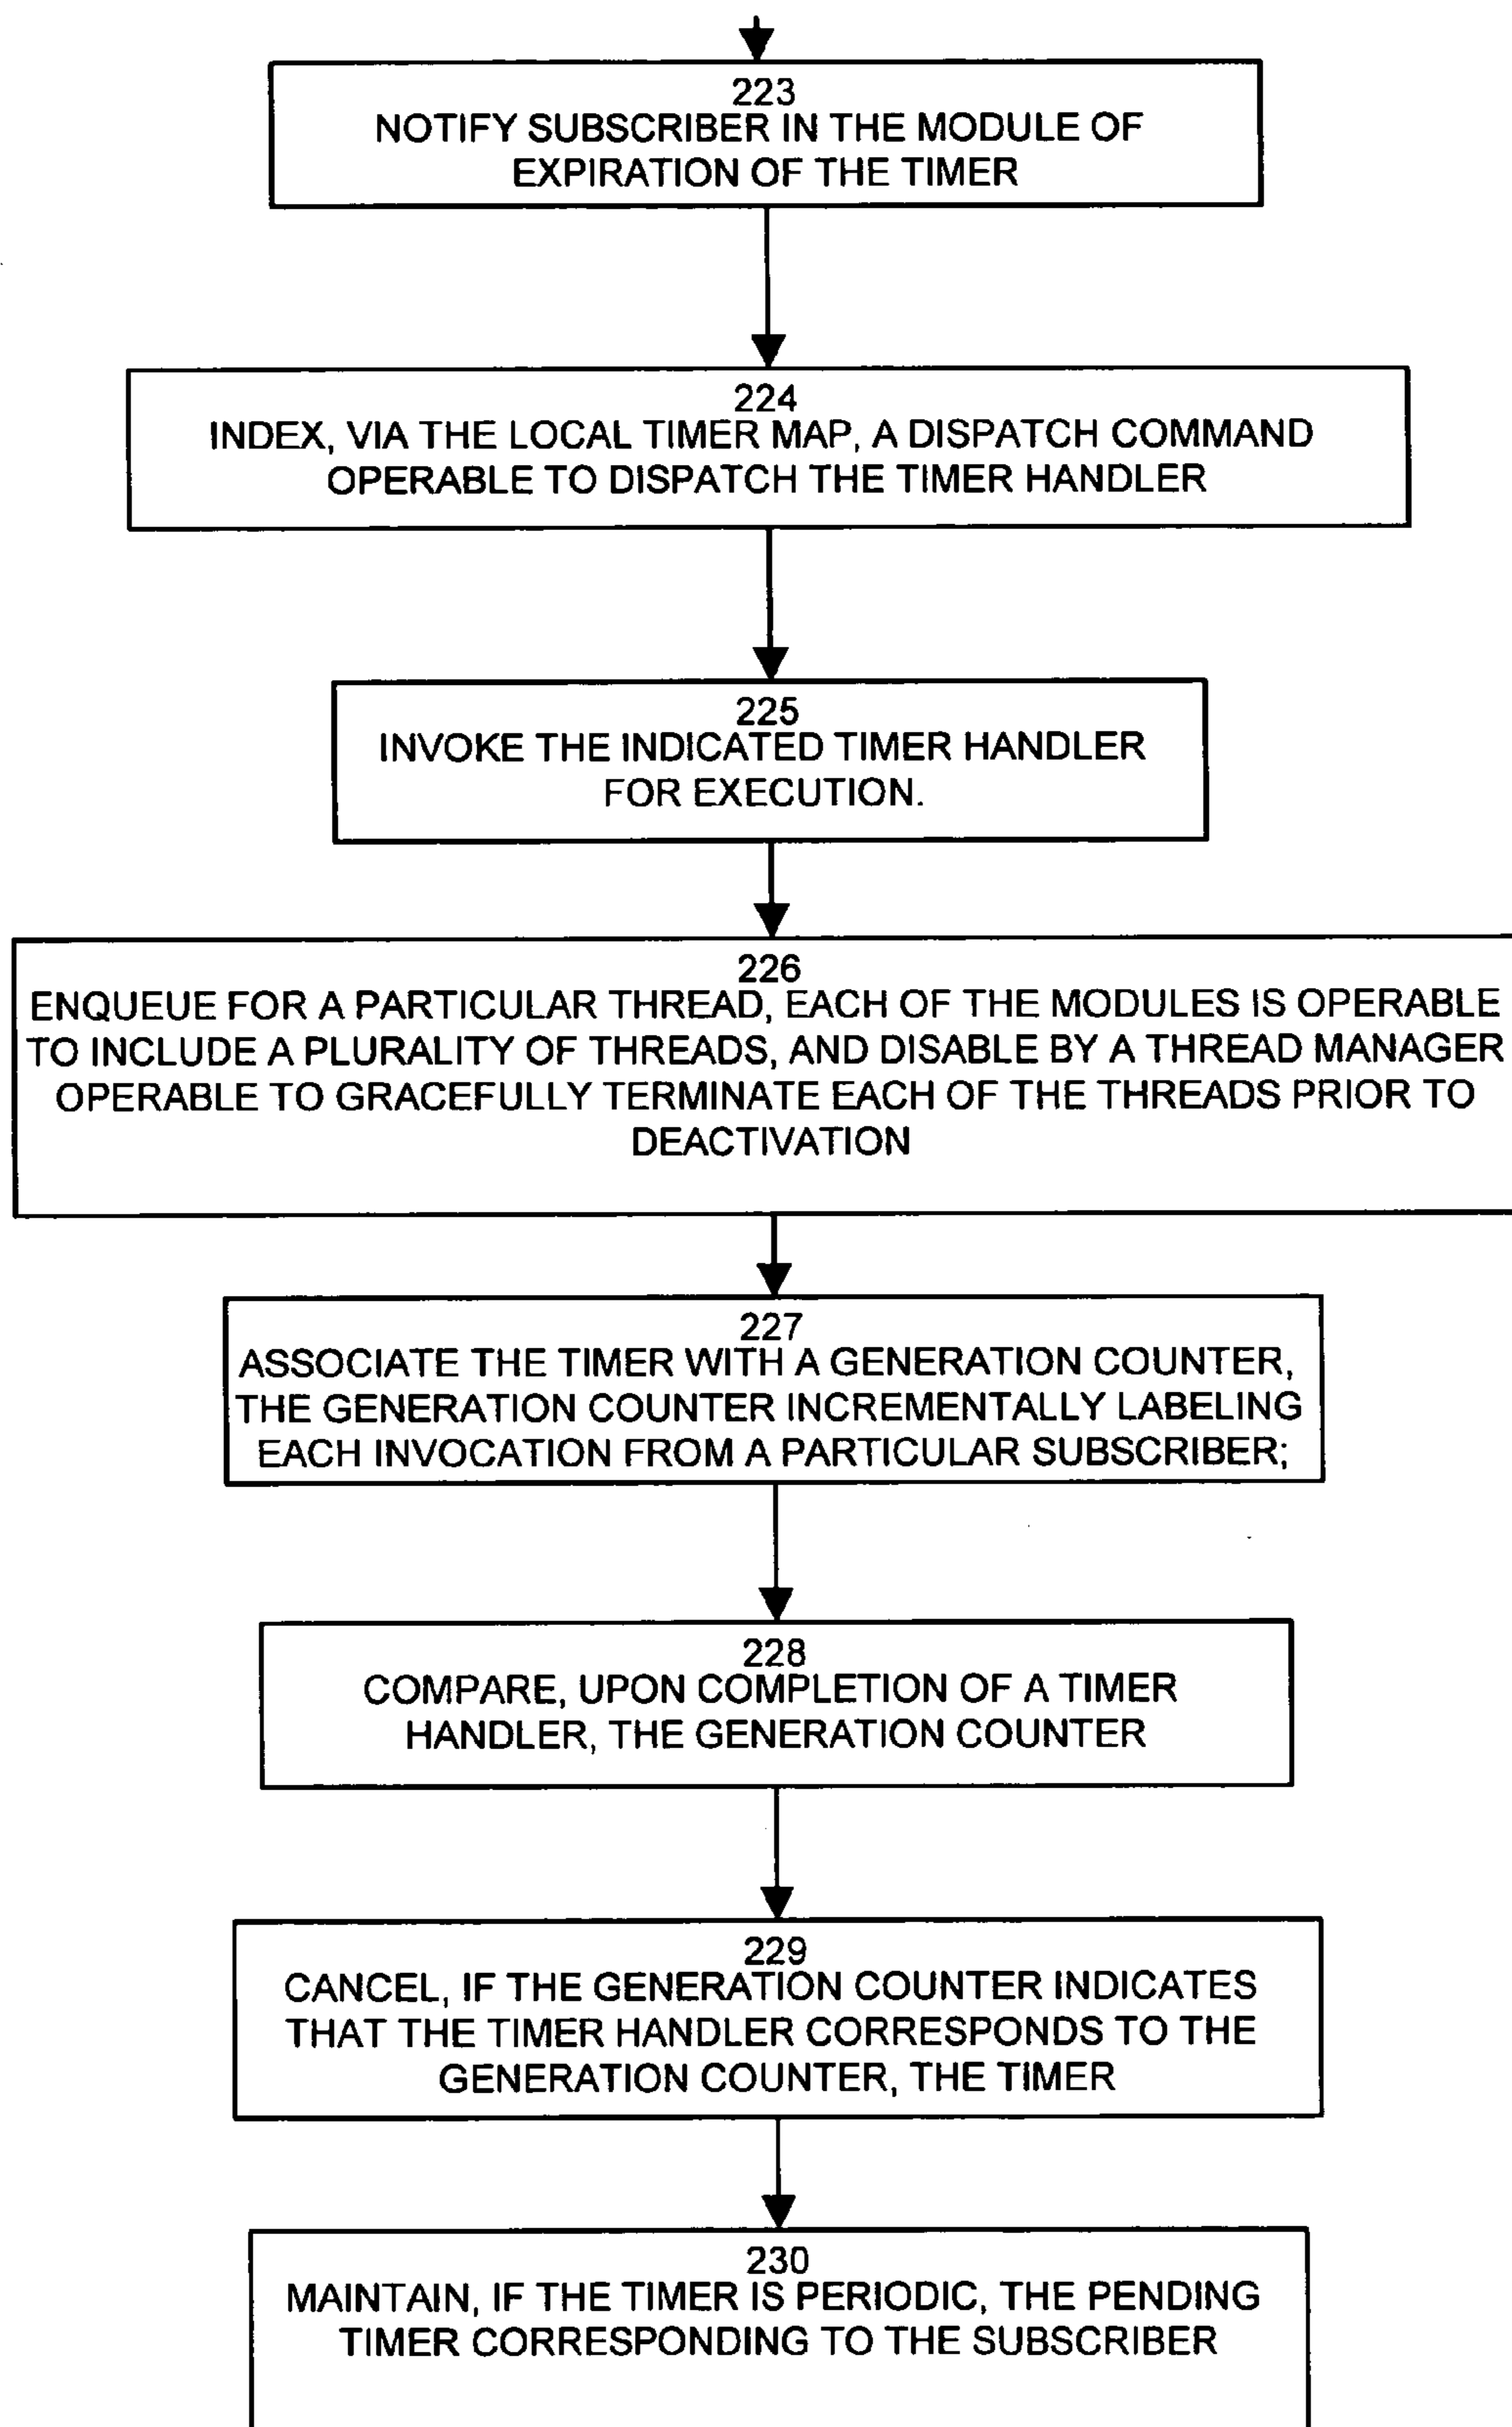 223
NOTIFY SUBSCRIBER IN THE MODULE OF
EXPIRATION OF THE TIMER
224
INDEX, VIA THE LOCAL TIMER MAP, A DISPATCH COMMAND
OPERABLE TO DISPATCH THE TIMER HANDLER
225
INVOKE THE INDICATED TIMER HANDLER
FOR EXECUTION.
226
ENQUEUE FOR A PARTICULAR THREAD, EACH OF THE MODULES IS OPERABLE
TO INCLUDE A PLURALITY OF THREADS, AND DISABLE BY A THREAD MANAGER
OPERABLE TO GRACEFULLY TERMINATE EACH OF THE THREADS PRIOR TO
DEACTIVATION
227
ASSOCIATE THE TIMER WITH A GENERATION COUNTER,
THE GENERATION COUNTER INCREMENTALLY LABELING
EACH INVOCATION FROM A PARTICULAR SUBSCRIBER;
228
COMPARE, UPON COMPLETION OF A TIMER
HANDLER, THE GENERATION COUNTER
229
CANCEL, IF THE GENERATION COUNTER INDICATES
THAT THE TIMER HANDLER CORRESPONDS TO THE
GENERATION COUNTER, THE TIMER
230
MAINTAIN, IF THE TIMER IS PERIODIC, THE PENDING
TIMER CORRESPONDING TO THE SUBSCRIBER